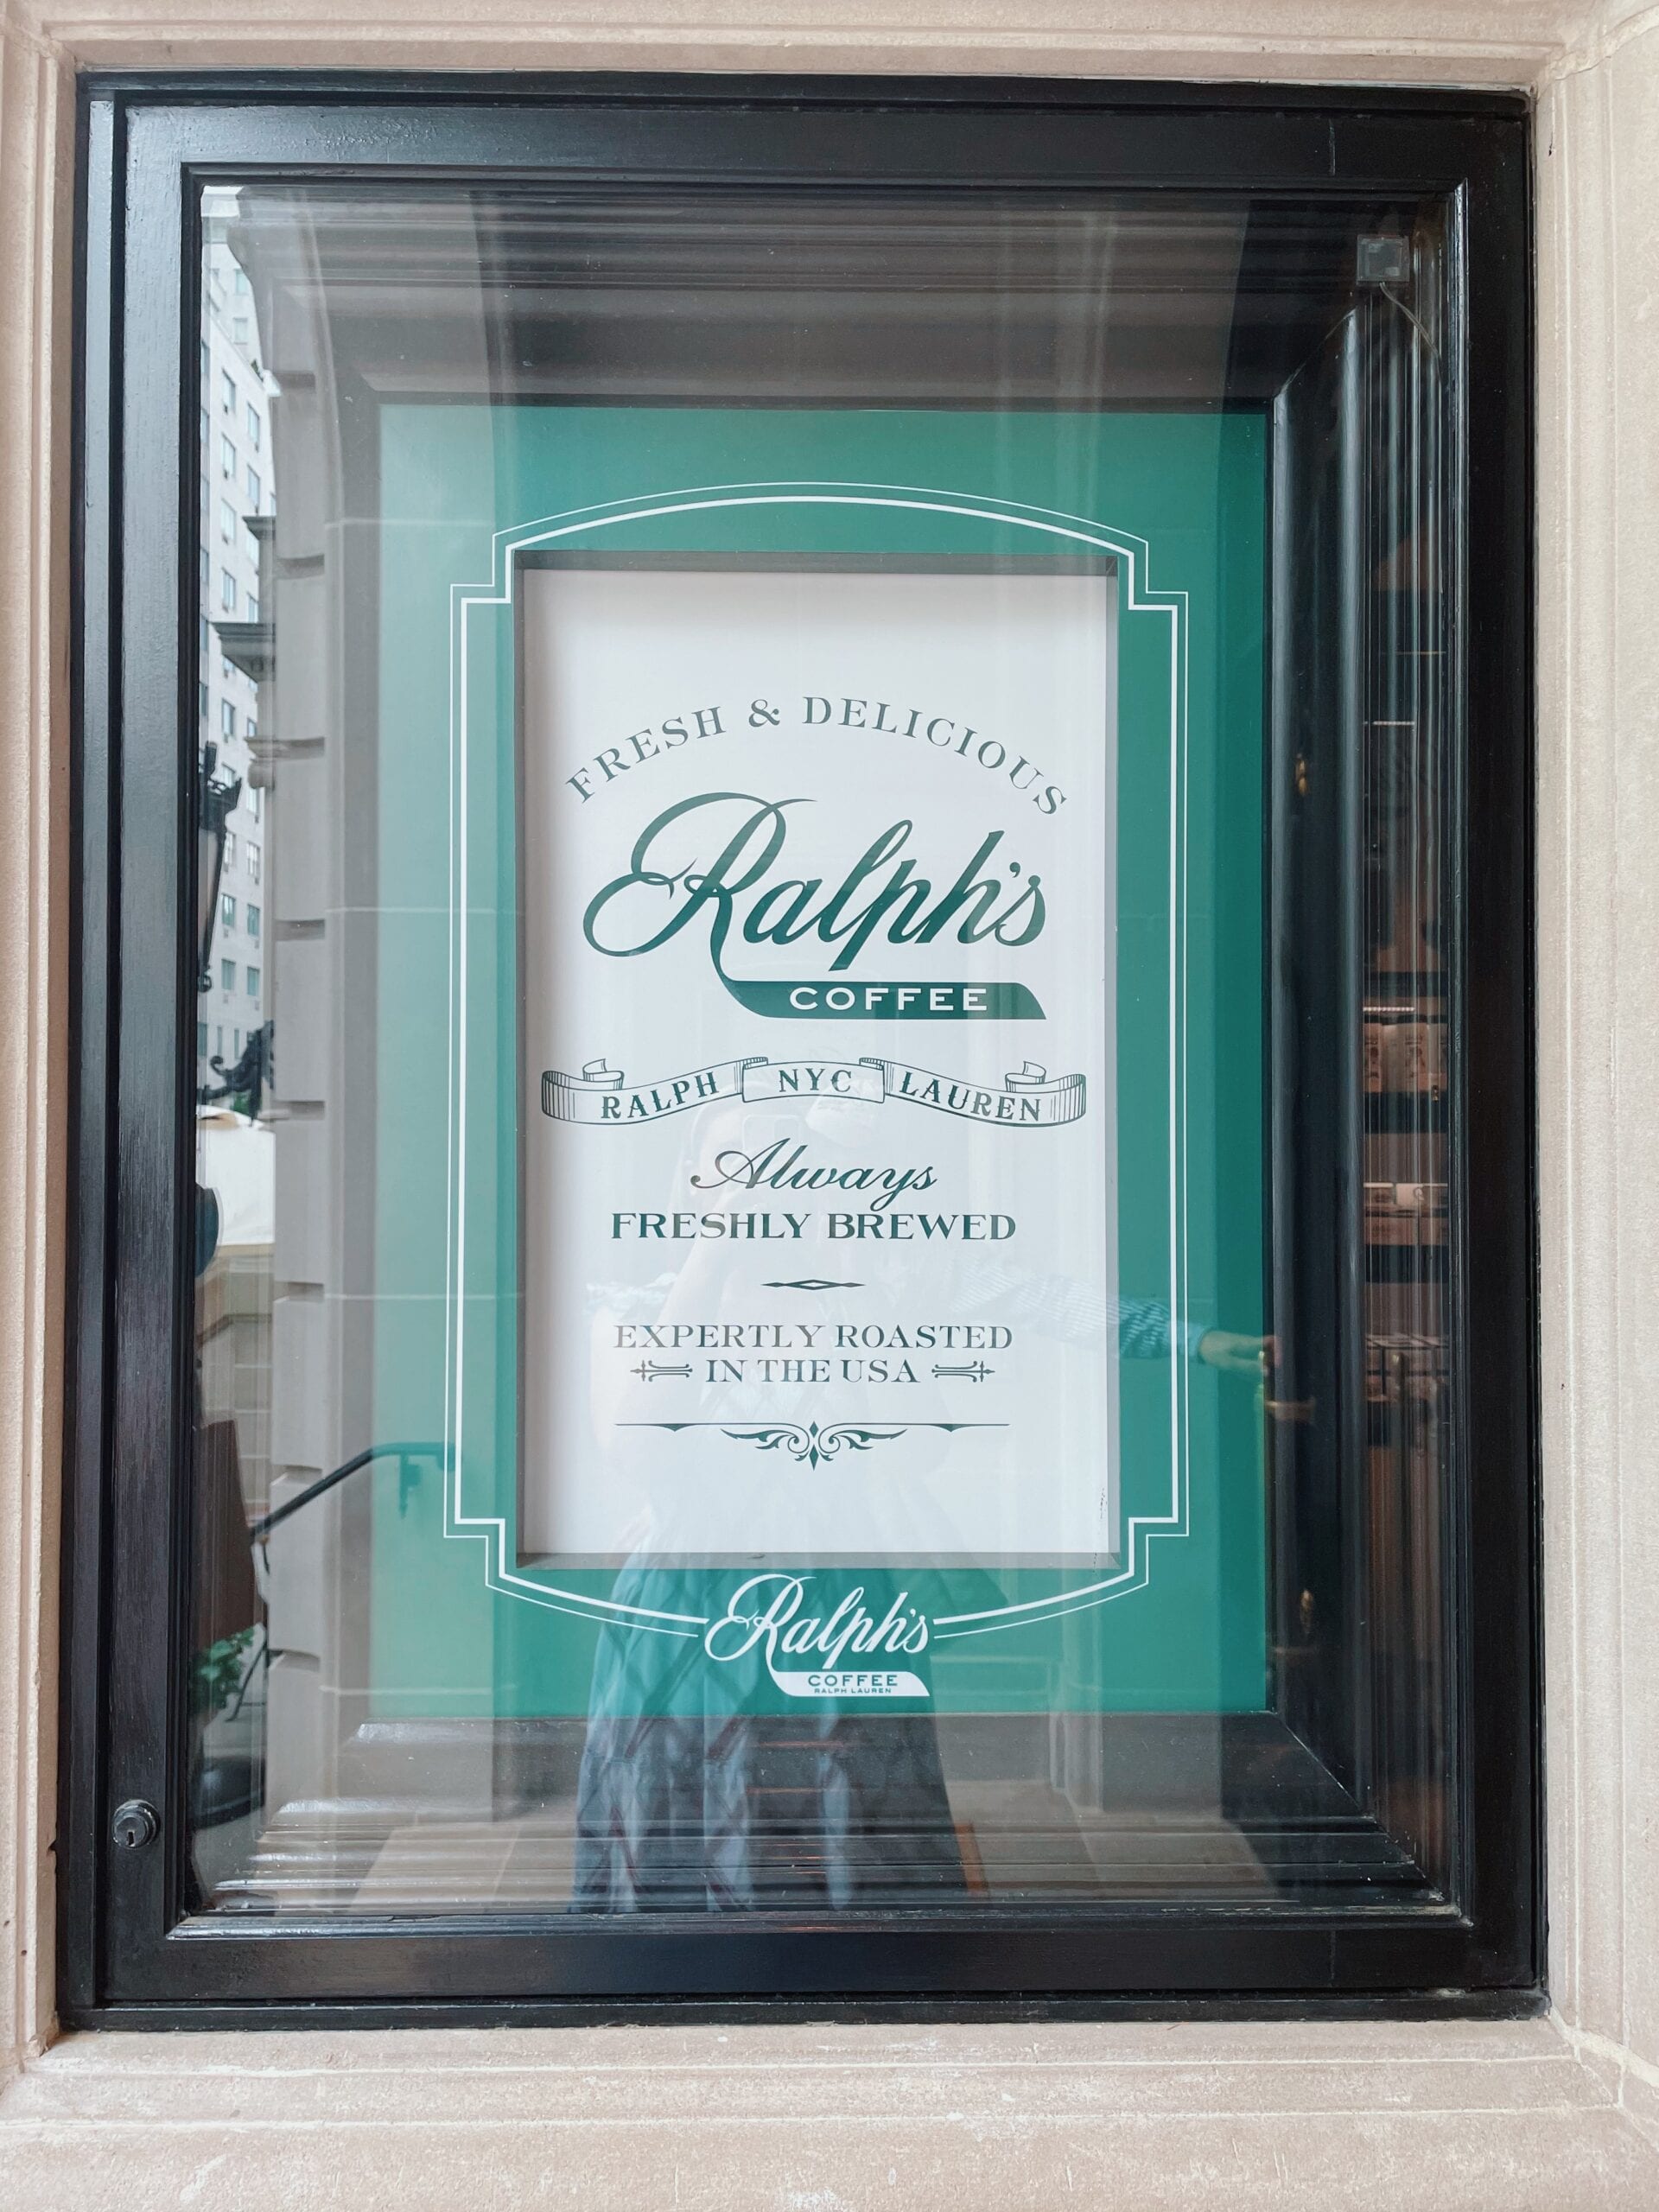 FRESH & DELICIOUS
Ralph's
COFFEE
RALPH NYC LAUREN
Always
FRESHLY BREWED
EXPERTLY ROASTED
IN THE USA
Ralph's
COFFEE
RALPH LAUREN